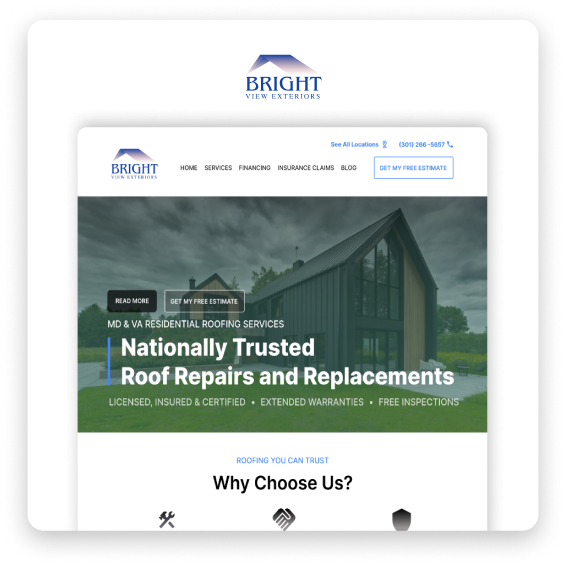 BRIGHT
VIEW EXTERIORS
See All Locations
(301) 266 -5857
BRIGHT
VIEW EXTERIORS
HOME SERVICES FINANCING INSURANCE CLAIMS BLOG
GET MY FREE ESTIMATE
READ MORE
GET MY FREE ESTIMATE
MD & VA RESIDENTIAL ROOFING SERVICES
Nationally Trusted
Roof Repairs and Replacements
LICENSED, INSURED & CERTIFIED • EXTENDED WARRANTIES • FREE INSPECTIONS
ROOFING YOU CAN TRUST
Why Choose Us?